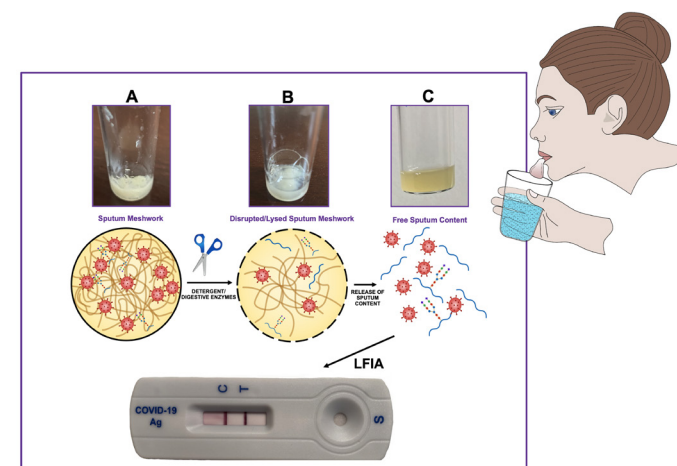 A
B
C
Sputum Meshwork
Disrupted/Lysed Sputum Meshwork
Free Sputum Content
DETERGENT/
DIGESTIVE ENZYMES
RELEASE OF
SPUTUM
CONTENT
LFIA
C T
COVID-19
Ag
S